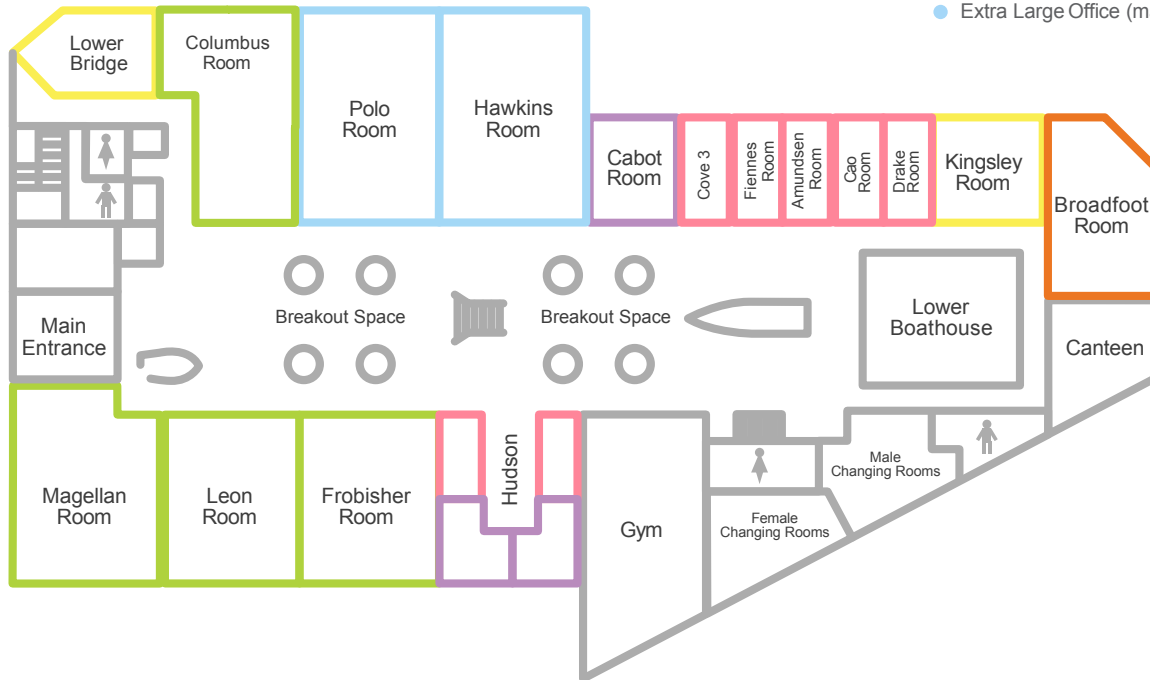 Extra Large Office (m
Lower
Bridge
Columbus
Room
Polo
Room
Hawkins
Room
Cabot
Room
Cove 3
Fiennes
Room
Amundsen
Room
Cao
Room
Drake
Room
Kingsley
Room
Broadfoot
Room
Main
Entrance
Breakout Space
Breakout Space
Lower
Boathouse
Canteen
Magellan
Room
Leon
Room
Frobisher
Room
Hudson
Gym
Male
Changing Rooms
Female
Changing Rooms